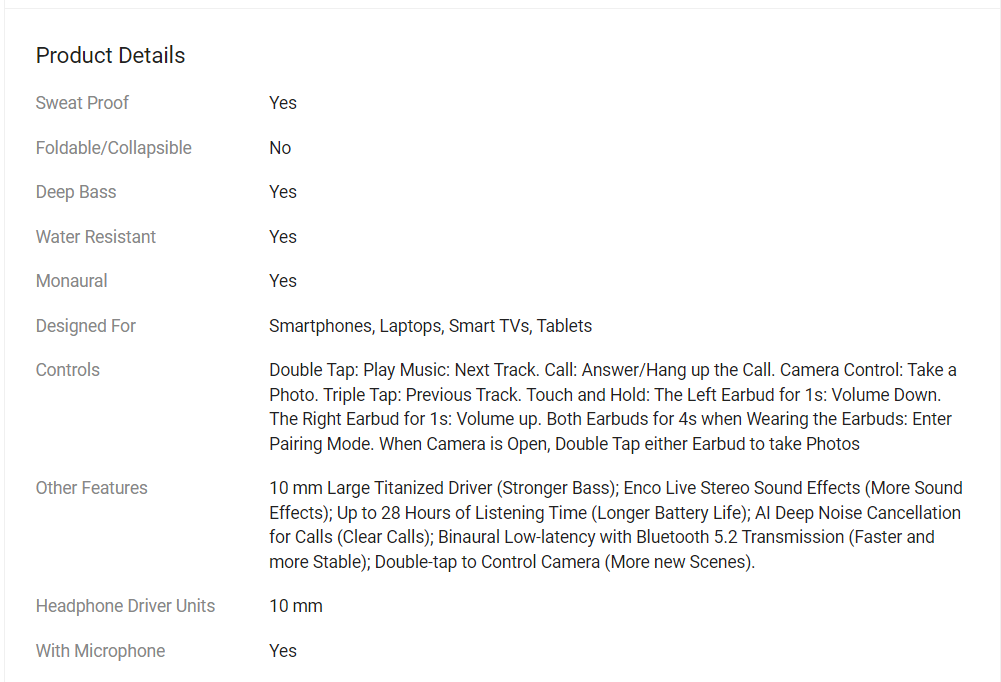 Product Details
Sweat Proof Yes
Foldable/Collapsible No
Deep Bass Yes
Water Resistant Yes
Monaural Yes
Designed For Smartphones, Laptops, Smart TVs, Tablets
Controls Double Tap: Play Music: Next Track. Call: Answer/Hang up the Call. Camera Control: Take a
Photo. Triple Tap: Previous Track. Touch and Hold: The Left Earbud for 1s: Volume Down.
The Right Earbud for 1s: Volume up. Both Earbuds for 4s when Wearing the Earbuds: Enter
Pairing Mode. When Camera is Open, Double Tap either Earbud to take Photos
Other Features 10 mm Large Titanized Driver (Stronger Bass); Enco Live Stereo Sound Effects (More Sound
Effects); Up to 28 Hours of Listening Time (Longer Battery Life); AI Deep Noise Cancellation
for Calls (Clear Calls); Binaural Low-latency with Bluetooth 5.2 Transmission (Faster and
more Stable); Double-tap to Control Camera (More new Scenes).
Headphone Driver Units 10 mm
With Microphone Yes